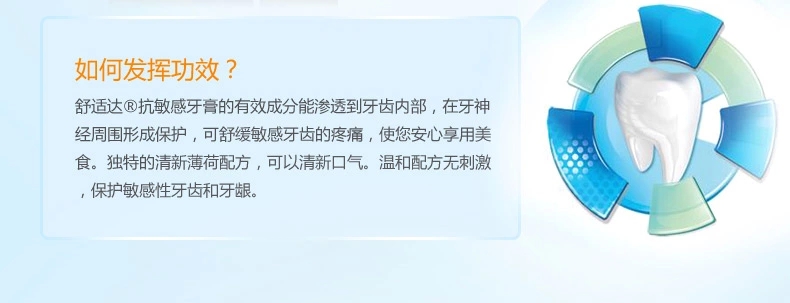 如何发挥功效？
舒适达®抗敏感牙膏的有效成分能渗透到牙齿内部，在牙神
经周围形成保护，可舒缓敏感牙齿的疼痛，使您安心享用美
食。独特的清新薄荷配方，可以清新口气。温和配方无刺激
，保护敏感性牙齿和牙龈。